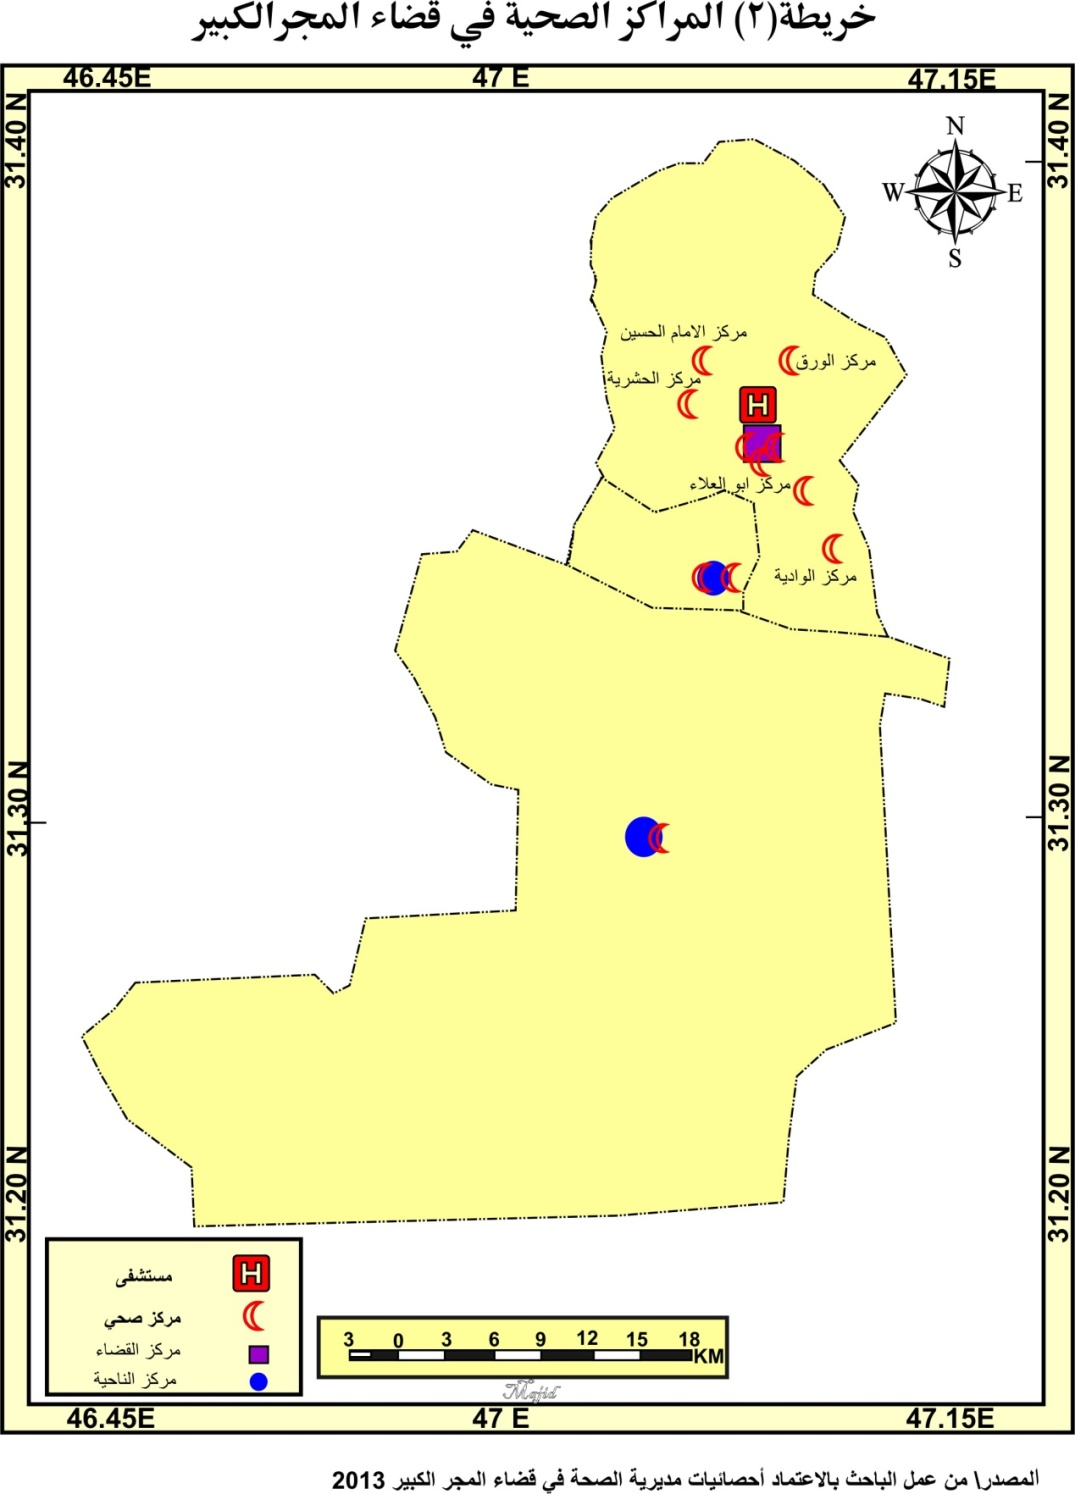 خريطة(٢) المراكز الصحية في قضاء المجرالكبير
46.45E 47 E 47.15E
31.40 N 31.40 N
N
W E
S
مركز الامام الحسين
مركز الورق
مركز الحشرية
H
مركز ابو العلاء
مركز الوادية
31.30 N 31.30 N
31.20 N 31.20 N
مستشفى H
مركز صحي
مركز القضاء
مركز الناحية
3 0 3 6 9 12 15 18
KM
Majid
46.45E 47 E 47.15E
المصدر\ من عمل الباحث بالاعتماد أحصائيات مديرية الصحة في قضاء المجر الكبير 2013